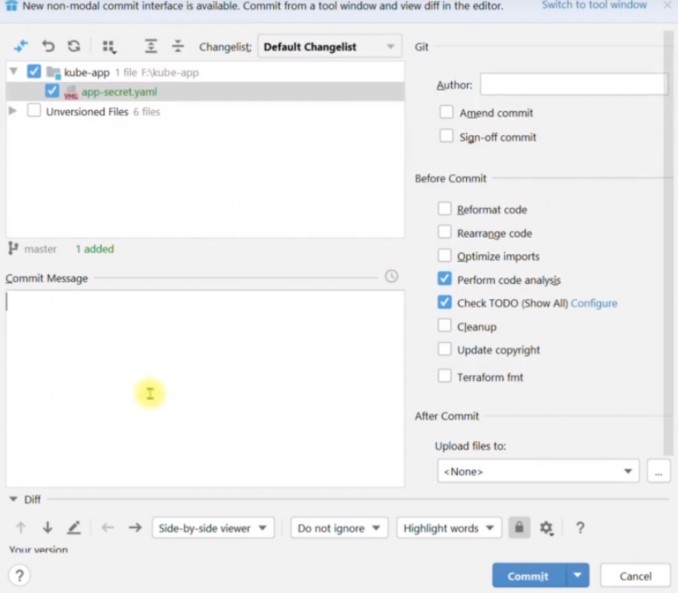 New non-modal commit interface is available. Commit from a tool window and view diff in the editor. Switch to tool window
Changelist: Default Changelist
Git
kube-app 1 file F:\kube-app
app-secret.yaml
Unversioned Files 6 files
Author:
Amend commit
Sign-off commit
Before Commit
Reformat code
Rearrange code
Optimize imports
Perform code analysis
Check TODO (Show All) Configure
Cleanup
Update copyright
Terraform fmt
master 1 added
Commit Message
After Commit
Upload files to:
<None>
...
Diff
Side-by-side viewer
Do not ignore
Highlight words
?
Your version
?
Commit
Cancel